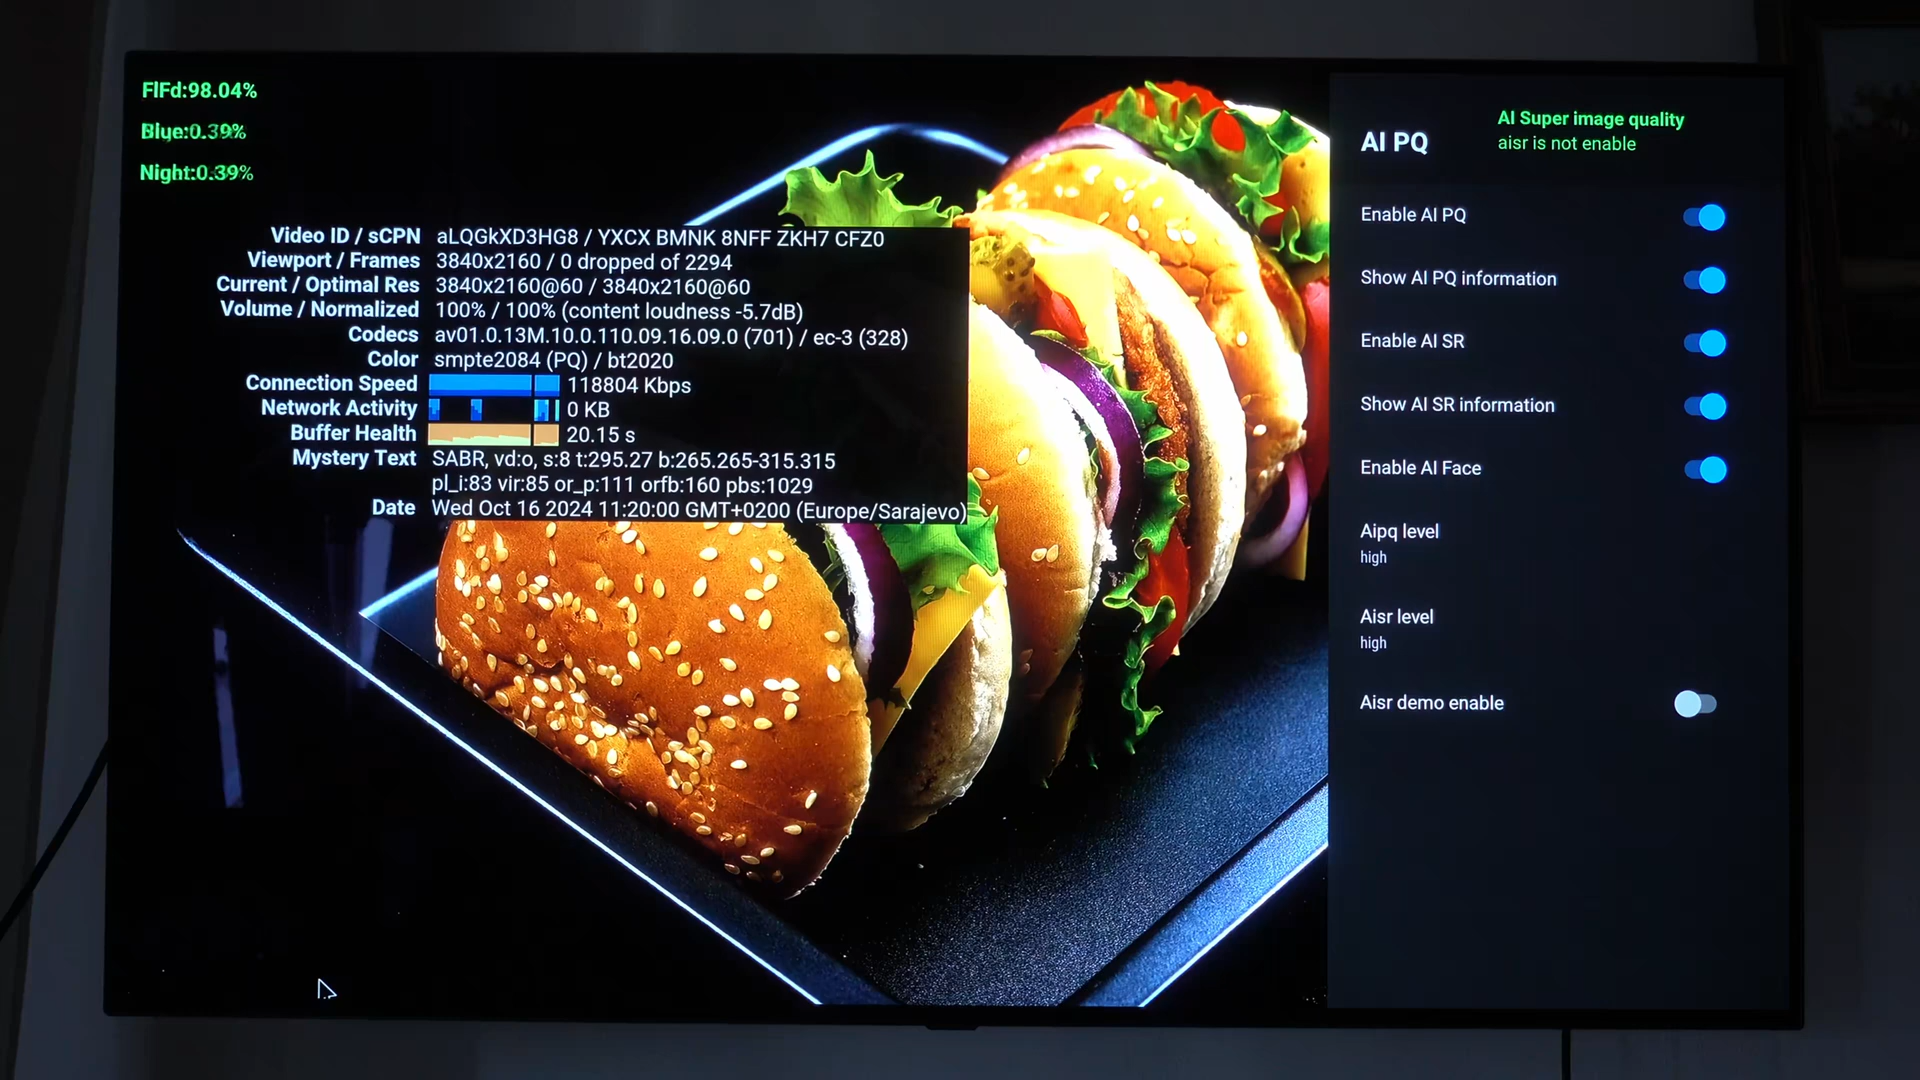 FlFd:98.04%
Blue:0.39%
Night:0.39%
Video ID / sCPN aLQGkXD3HG8 / YXCX BMNK 8NFF ZKH7 CFZ0
Viewport / Frames 3840x2160 / 0 dropped of 2294
Current / Optimal Res 3840x2160@60 / 3840x2160@60
Volume / Normalized 100% / 100% (content loudness -5.7dB)
Codecs av01.0.13M.10.0.110.09.16.09.0 (701) / ec-3 (328)
Color smpte2084 (PQ) / bt2020
Connection Speed 118804 Kbps
Network Activity 0 KB
Buffer Health 20.15 s
Mystery Text SABR, vd:o, s:8 t:295.27 b:265.265-315.315
pl_i:83 vir:85 or_p:111 orfb:160 pbs:1029
Date Wed Oct 16 2024 11:20:00 GMT+0200 (Europe/Sarajevo)
AI PQ
AI Super image quality
aisr is not enable
Enable AI PQ
Show AI PQ information
Enable AI SR
Show AI SR information
Enable AI Face
Aipq level
high
Aisr level
high
Aisr demo enable